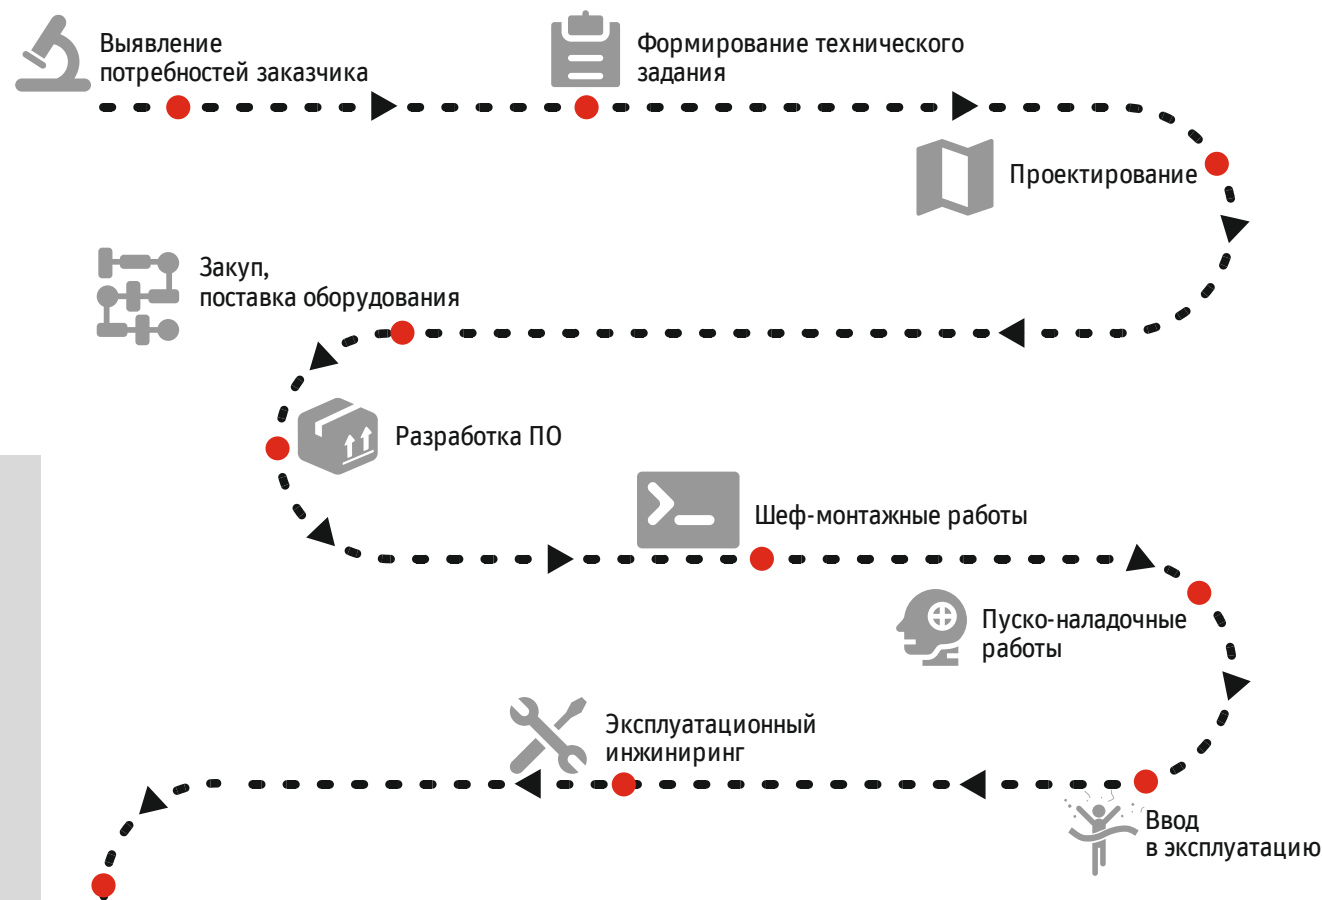 Выявление
потребностей заказчика
Формирование технического
задания
Проектирование
Закуп,
поставка оборудования
Разработка ПО
Шеф-монтажные работы
Пуско-наладочные
работы
Эксплуатационный
инжиниринг
Ввод
в эксплуатацию